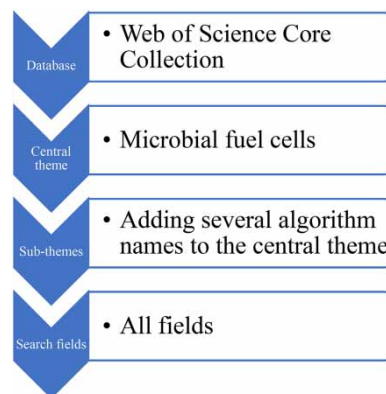 Database
• Web of Science Core
Collection
Central
theme
• Microbial fuel cells
Sub-themes
• Adding several algorithm
names to the central theme
Search fields
• All fields